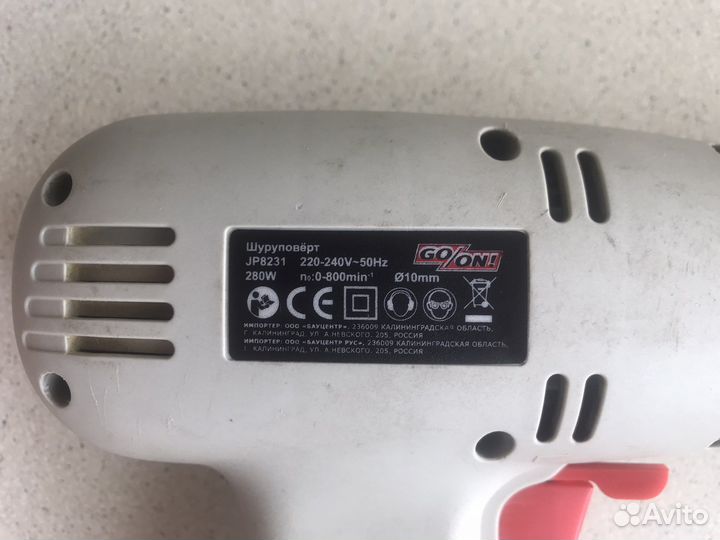 Шуруповёрт
JP8231 220-240V~50Hz
280W n₀:0-800min⁻¹ Ø10mm
GO/ON!
CE
ИМПОРТЕР: ООО «БАУЦЕНТР», 236009 КАЛИНИНГРАДСКАЯ ОБЛАСТЬ,
Г. КАЛИНИНГРАД, УЛ. А.НЕВСКОГО, 205, РОССИЯ
ИМПОРТЕР: ООО «БАУЦЕНТР РУС», 236009 КАЛИНИНГРАДСКАЯ ОБЛАСТЬ,
Г. КАЛИНИНГРАД, УЛ. А.НЕВСКОГО, 205, РОССИЯ
Avito